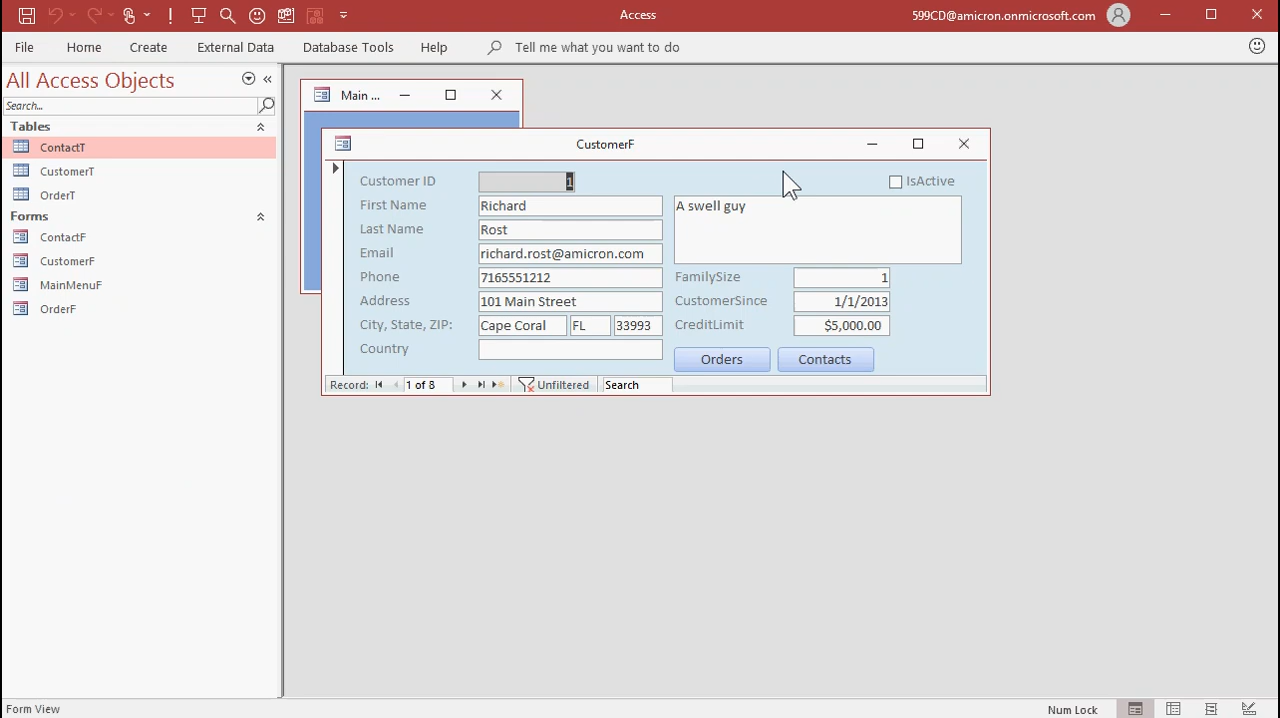 Access
599CD@amicron.onmicrosoft.com
File Home Create External Data Database Tools Help Tell me what you want to do
All Access Objects
Search...
Tables
ContactT
CustomerT
OrderT
Forms
ContactF
CustomerF
MainMenuF
OrderF
Main ...
CustomerF
Customer ID 1 IsActive
First Name Richard A swell guy
Last Name Rost
Email richard.rost@amicron.com
Phone 7165551212 FamilySize 1
Address 101 Main Street CustomerSince 1/1/2013
City, State, ZIP: Cape Coral FL 33993 CreditLimit $5,000.00
Country Orders Contacts
Record: 1 of 8 Unfiltered Search
Form View Num Lock